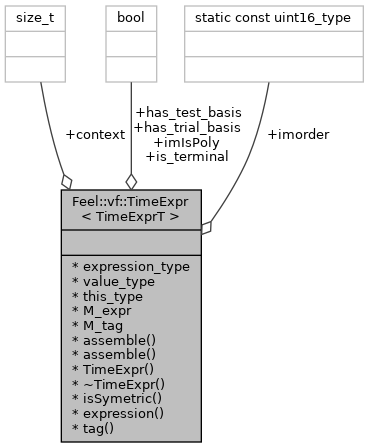 size_t
bool
static const uint16_type
+has_test_basis
+has_trial_basis
+imIsPoly
+is_terminal
+context
+imorder
Feel::vf::TimeExpr
< TimeExprT >
* expression_type
* value_type
* this_type
* M_expr
* M_tag
* assemble()
* assemble()
* TimeExpr()
* ~TimeExpr()
* isSymetric()
* expression()
* tag()